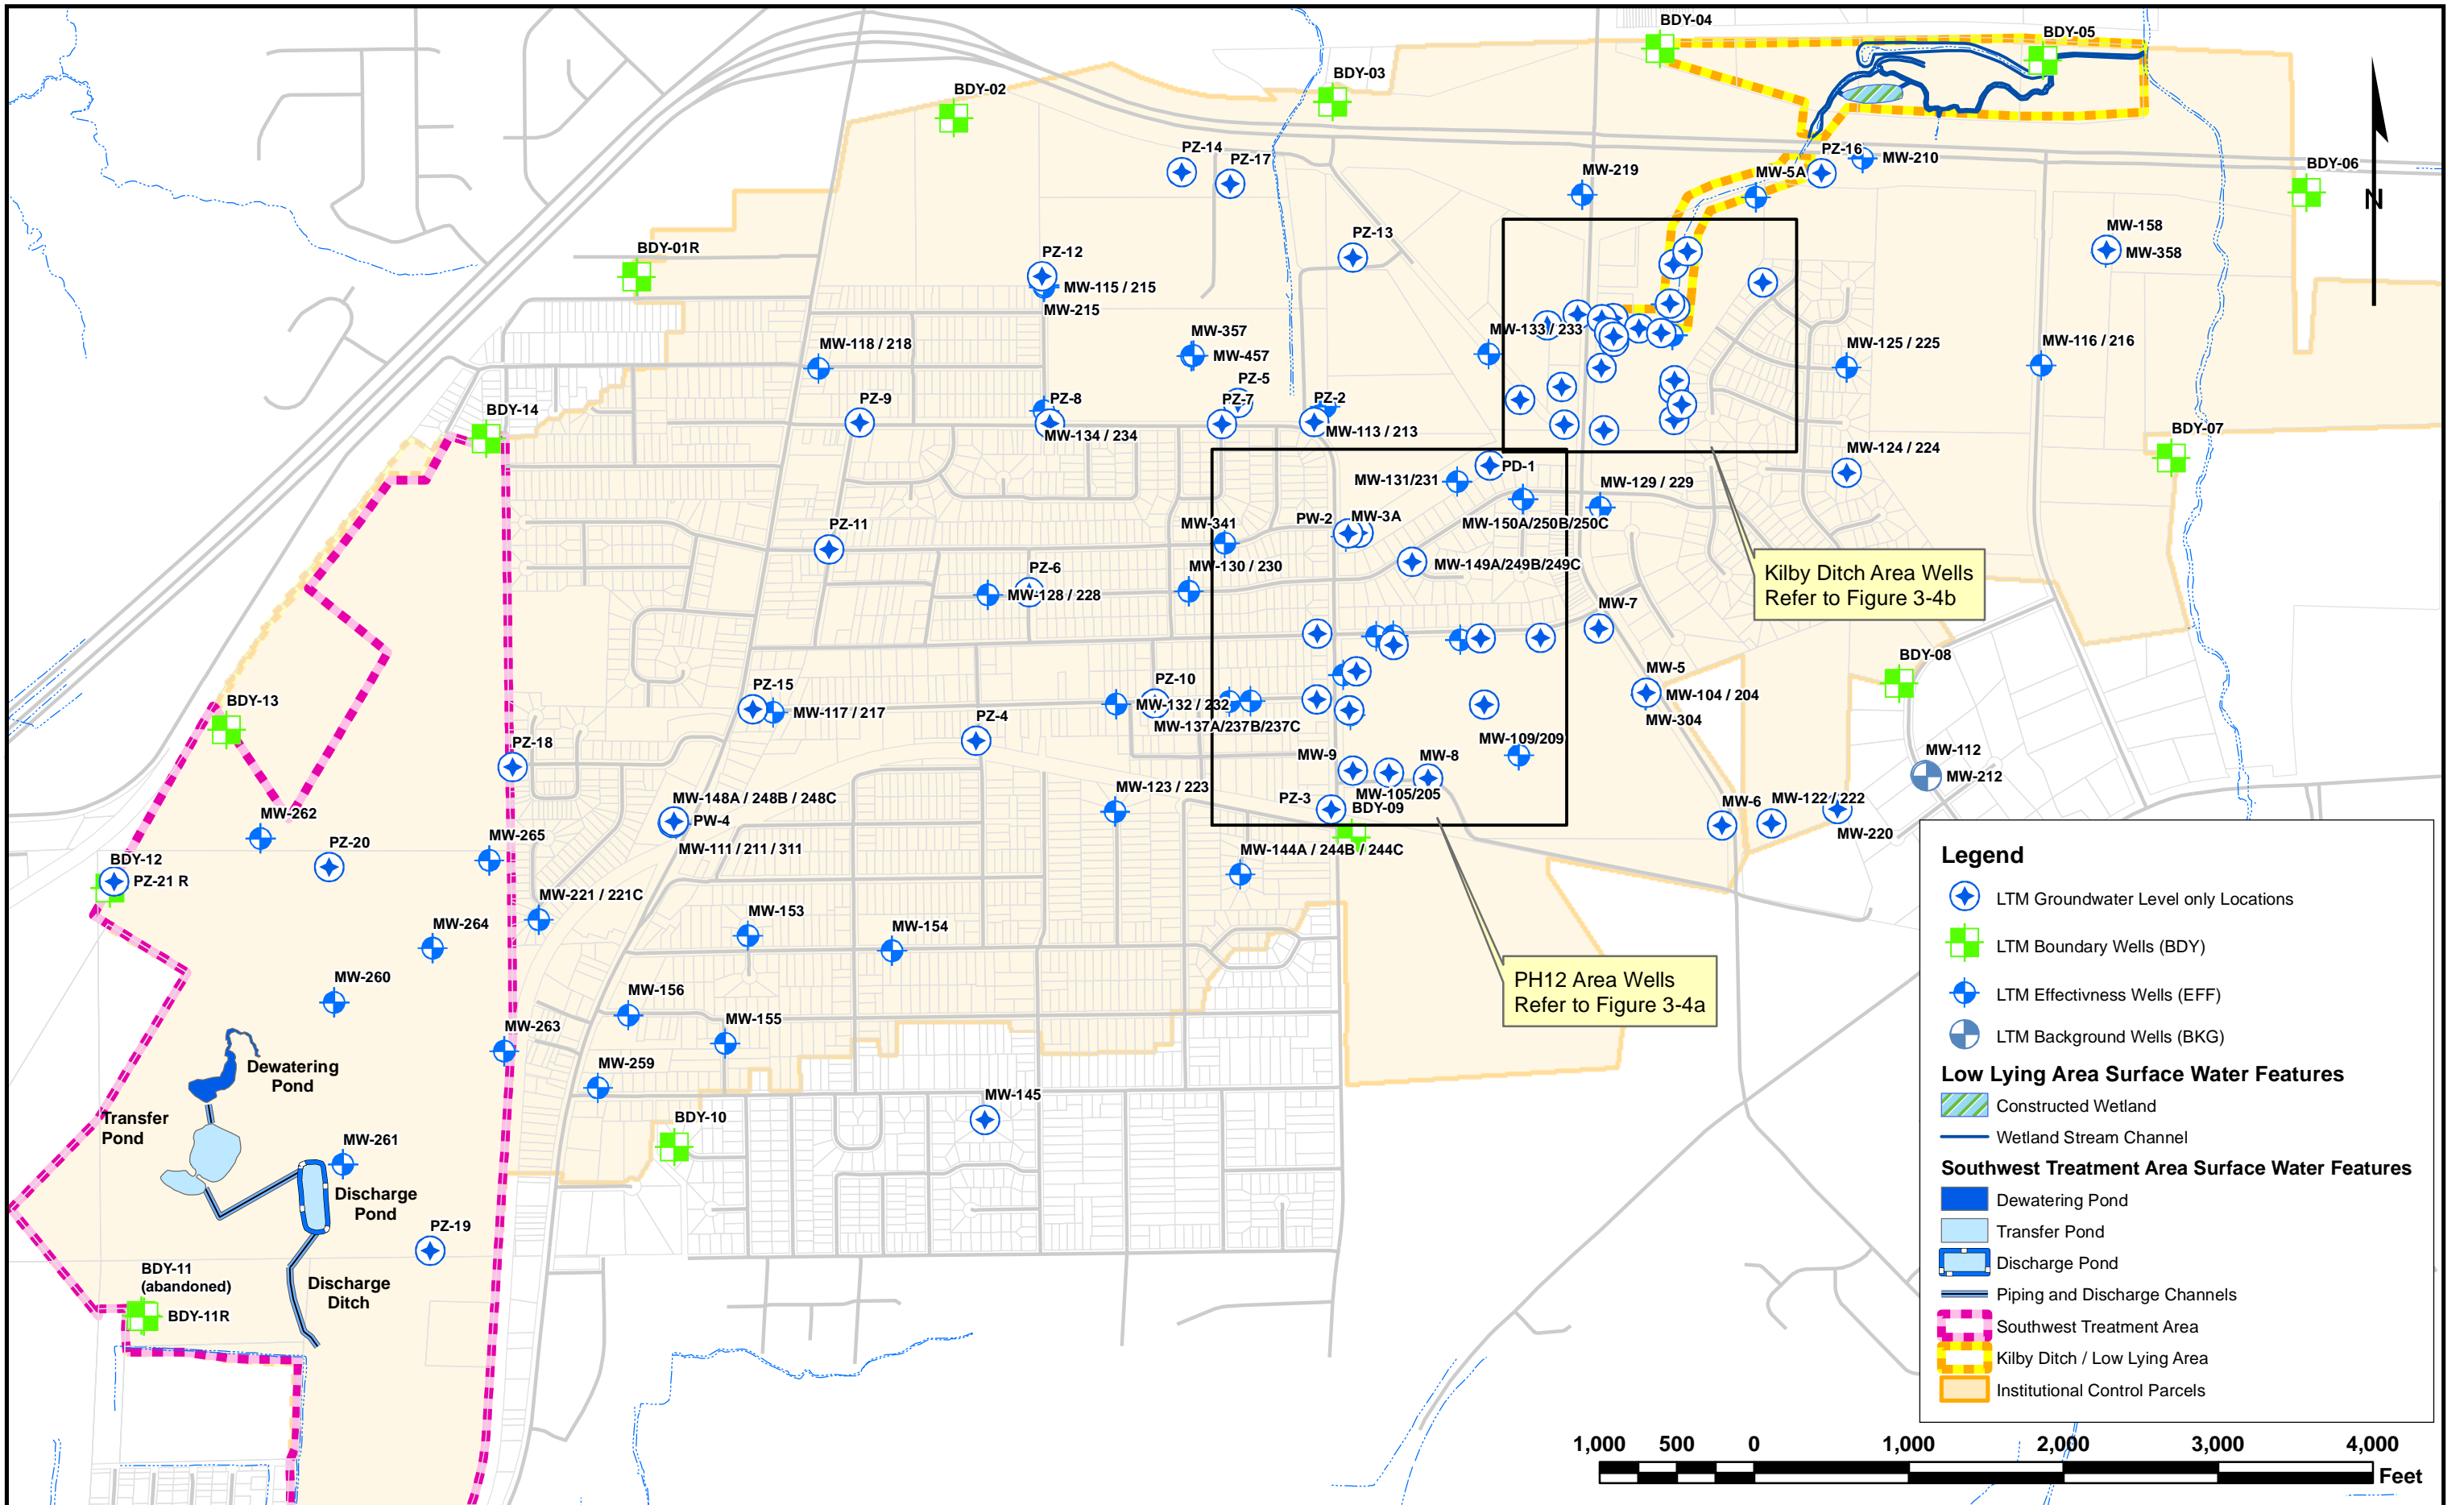 BDY-04
BDY-05
BDY-03
BDY-02
PZ-14
PZ-17
PZ-16
MW-210
MW-219
MW-5A
BDY-06
N
MW-158
MW-358
PZ-13
BDY-01R
PZ-12
MW-115 / 215
MW-215
MW-357
MW-457
MW-133 / 233
MW-118 / 218
MW-125 / 225
MW-116 / 216
PZ-5
PZ-9
PZ-8
PZ-7
PZ-2
BDY-14
MW-134 / 234
MW-113 / 213
BDY-07
MW-124 / 224
PD-1
MW-131/231
MW-129 / 229
PZ-11
MW-341
PW-2
MW-3A
MW-150A/250B/250C
MW-130 / 230
MW-149A/249B/249C
Kilby Ditch Area Wells
Refer to Figure 3-4b
PZ-6
MW-128 / 228
MW-7
BDY-08
MW-5
MW-104 / 204
MW-304
BDY-13
PZ-15
MW-117 / 217
PZ-10
MW-132 / 232
MW-137A/237B/237C
PZ-4
PZ-18
MW-109/209
MW-9
MW-8
MW-112
MW-212
MW-148A / 248B / 248C
PW-4
MW-111 / 211 / 311
MW-123 / 223
PZ-3
MW-105/205
BDY-09
MW-6
MW-122 / 222
MW-220
MW-262
MW-265
PZ-20
BDY-12
PZ-21 R
MW-144A / 244B / 244C
MW-221 / 221C
MW-153
MW-154
MW-264
MW-260
PH12 Area Wells
Refer to Figure 3-4a
MW-156
MW-155
MW-263
MW-259
Dewatering
Pond
Transfer
Pond
MW-145
BDY-10
MW-261
Discharge
Pond
PZ-19
BDY-11
(abandoned)
BDY-11R
Discharge
Ditch
Legend
LTM Groundwater Level only Locations
LTM Boundary Wells (BDY)
LTM Effectivness Wells (EFF)
LTM Background Wells (BKG)
Low Lying Area Surface Water Features
Constructed Wetland
Wetland Stream Channel
Southwest Treatment Area Surface Water Features
Dewatering Pond
Transfer Pond
Discharge Pond
Piping and Discharge Channels
Southwest Treatment Area
Kilby Ditch / Low Lying Area
Institutional Control Parcels
1,000 500 0 1,000 2,000 3,000 4,000
Feet